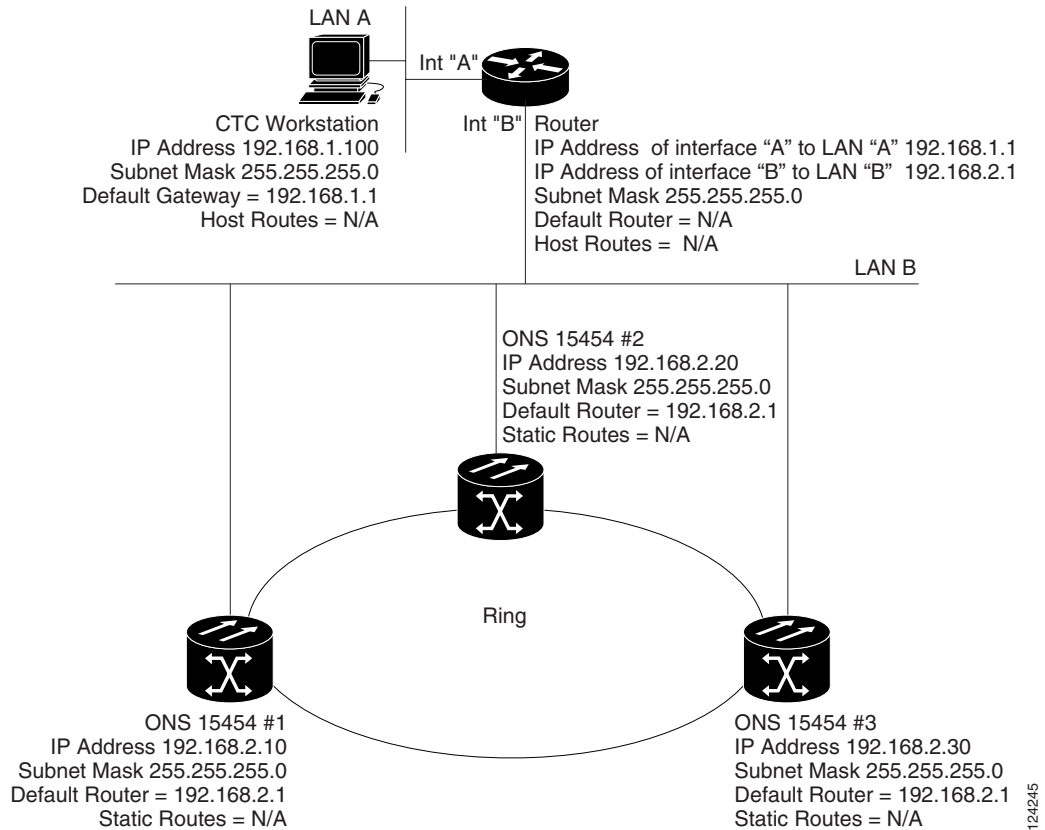 LAN A
Int "A"
CTC Workstation
IP Address 192.168.1.100
Subnet Mask 255.255.255.0
Default Gateway = 192.168.1.1
Host Routes = N/A
Int "B"
Router
IP Address of interface “A” to LAN “A” 192.168.1.1
IP Address of interface “B” to LAN “B” 192.168.2.1
Subnet Mask 255.255.255.0
Default Router = N/A
Host Routes = N/A
LAN B
ONS 15454 #2
IP Address 192.168.2.20
Subnet Mask 255.255.255.0
Default Router = 192.168.2.1
Static Routes = N/A
Ring
ONS 15454 #1
IP Address 192.168.2.10
Subnet Mask 255.255.255.0
Default Router = 192.168.2.1
Static Routes = N/A
ONS 15454 #3
IP Address 192.168.2.30
Subnet Mask 255.255.255.0
Default Router = 192.168.2.1
Static Routes = N/A
124245